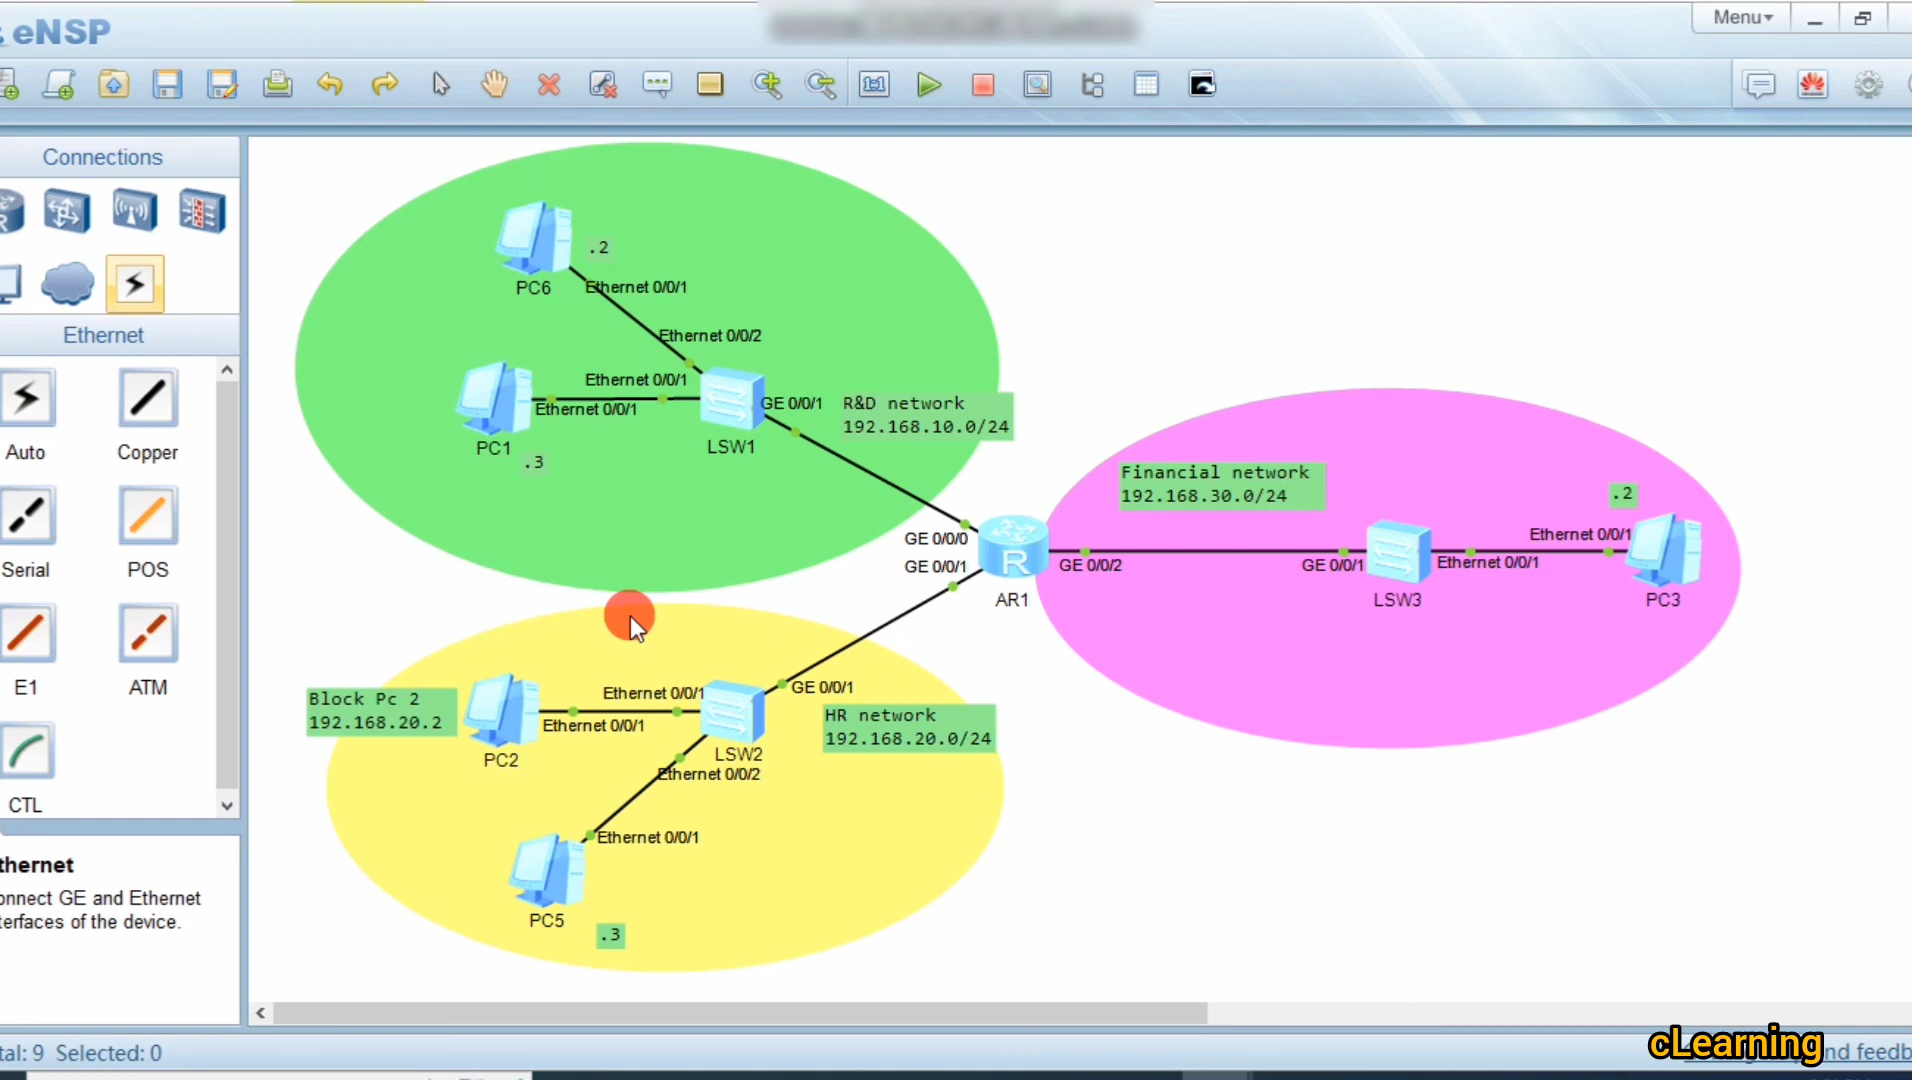 eNSP
Menu
Connections
Ethernet
Auto
Copper
Serial
POS
E1
ATM
CTL
thernet
onnect GE and Ethernet
terfaces of the device.
.2
PC6
Ethernet 0/0/1
Ethernet 0/0/2
Ethernet 0/0/1
Ethernet 0/0/1
PC1
.3
LSW1
GE 0/0/1
R&D network
192.168.10.0/24
GE 0/0/0
GE 0/0/1
R
AR1
GE 0/0/2
Financial network
192.168.30.0/24
GE 0/0/1
LSW3
Ethernet 0/0/1
Ethernet 0/0/1
.2
PC3
Block Pc 2
192.168.20.2
PC2
Ethernet 0/0/1
Ethernet 0/0/1
LSW2
Ethernet 0/0/2
GE 0/0/1
HR network
192.168.20.0/24
Ethernet 0/0/1
PC5
.3
tal: 9 Selected: 0
cLearning
nd feedb